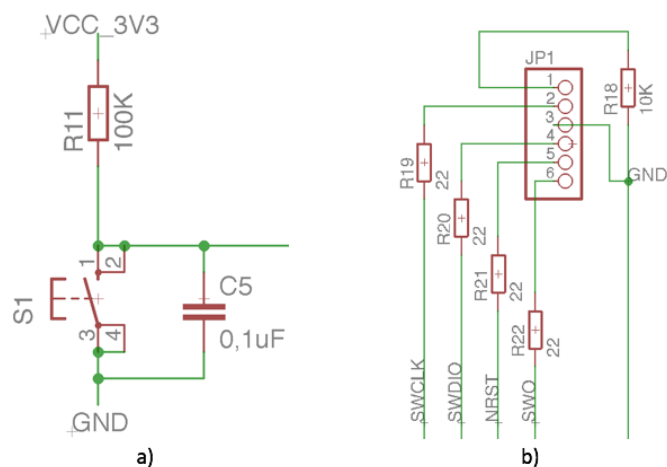 VCC_3V3
R11
100K
1
2
S1
3
4
C5
0,1uF
GND
a)
JP1
1
2
3
4
5
6
R18
10K
R19
22
R20
22
R21
22
R22
22
GND
SWCLK
SWDIO
NRST
SWO
b)